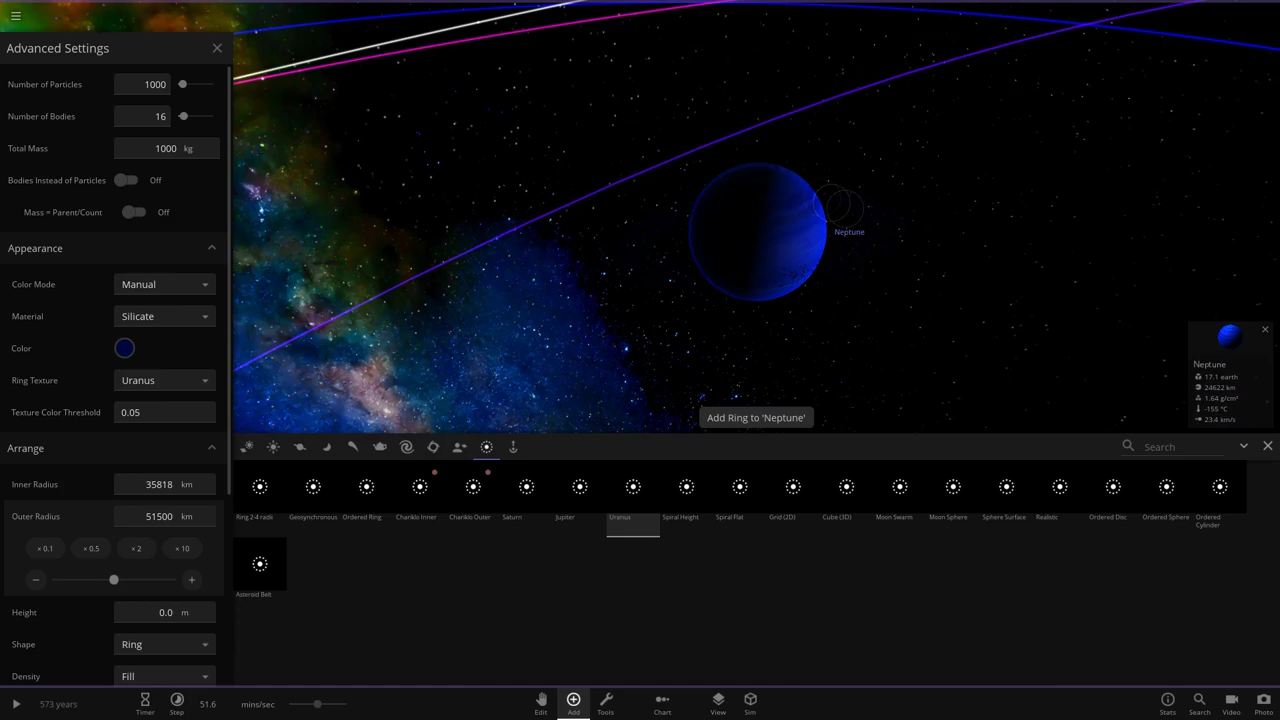 Advanced Settings
Number of Particles 1000
Number of Bodies 16
Total Mass 1000 kg
Bodies Instead of Particles Off
Mass = Parent/Count Off
Appearance
Color Mode Manual
Material Silicate
Color
Ring Texture Uranus
Texture Color Threshold 0.05
Arrange
Inner Radius 35818 km
Outer Radius 51500 km
× 0.1 × 0.5 × 2 × 10
Height 0.0 m
Shape Ring
Density Fill
Neptune
Neptune
17.1 earth
24622 km
1.64 g/cm³
-155 °C
23.4 km/s
Add Ring to 'Neptune'
Search
Ring 2-4 radii Geosynchronous Ordered Ring Chariklo Inner Chariklo Outer Saturn Jupiter Uranus Spiral Height Spiral Flat Grid (2D) Cube (3D) Moon Swarm Moon Sphere Sphere Surface Realistic Ordered Disc Ordered Sphere Ordered Cylinder
Asteroid Belt
573 years Timer Step 51.6 mins/sec Edit Add Tools Chart View Sim Stats Search Video Photo